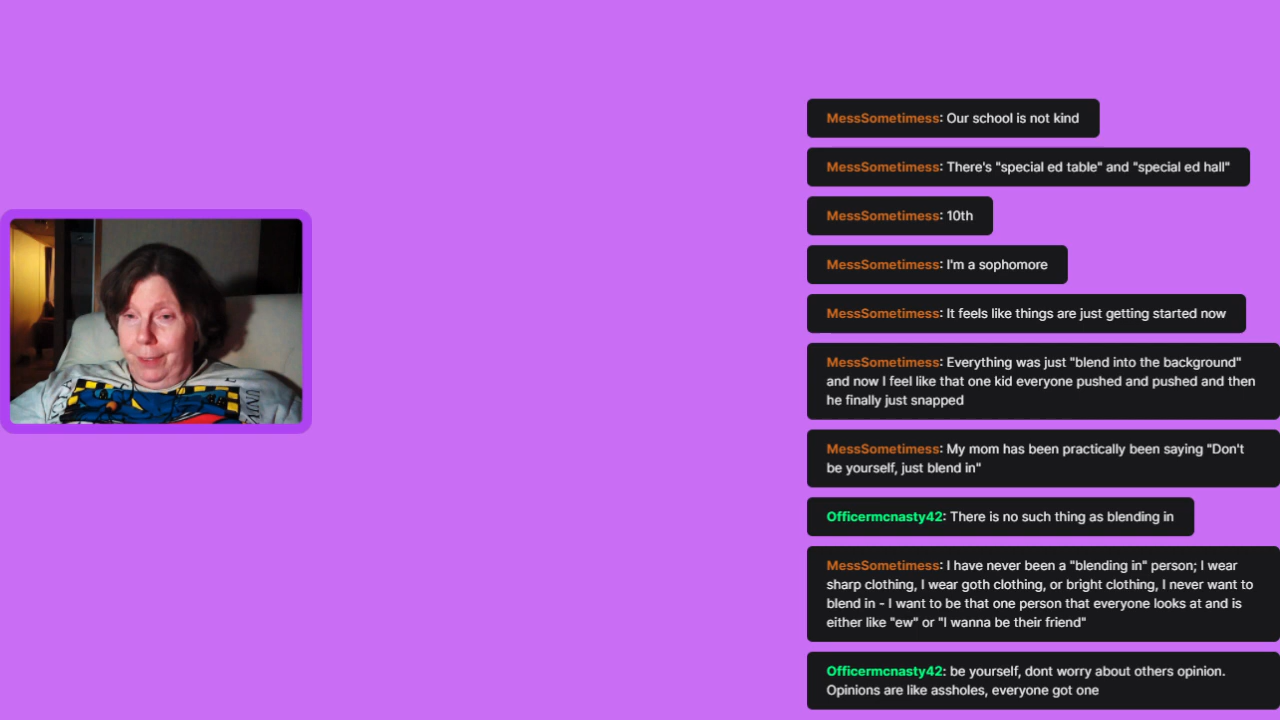 MessSometimess: Our school is not kind
MessSometimess: There's "special ed table" and "special ed hall"
MessSometimess: 10th
MessSometimess: I'm a sophomore
MessSometimess: It feels like things are just getting started now
MessSometimess: Everything was just "blend into the background"
and now I feel like that one kid everyone pushed and pushed and then
he finally just snapped
MessSometimess: My mom has been practically been saying "Don't
be yourself, just blend in"
Officermcnasty42: There is no such thing as blending in
MessSometimess: I have never been a "blending in" person; I wear
sharp clothing, I wear goth clothing, or bright clothing, I never want to
blend in - I want to be that one person that everyone looks at and is
either like "ew" or "I wanna be their friend"
Officermcnasty42: be yourself, dont worry about others opinion.
Opinions are like assholes, everyone got one